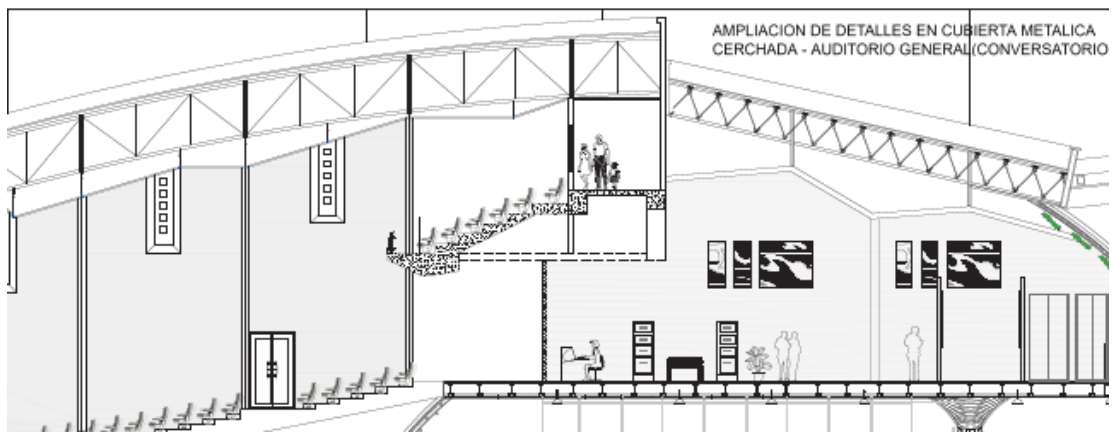 AMPLIACION DE DETALLES EN CUBIERTA METALICA
CERCHADA - AUDITORIO GENERAL(CONVERSATORIO